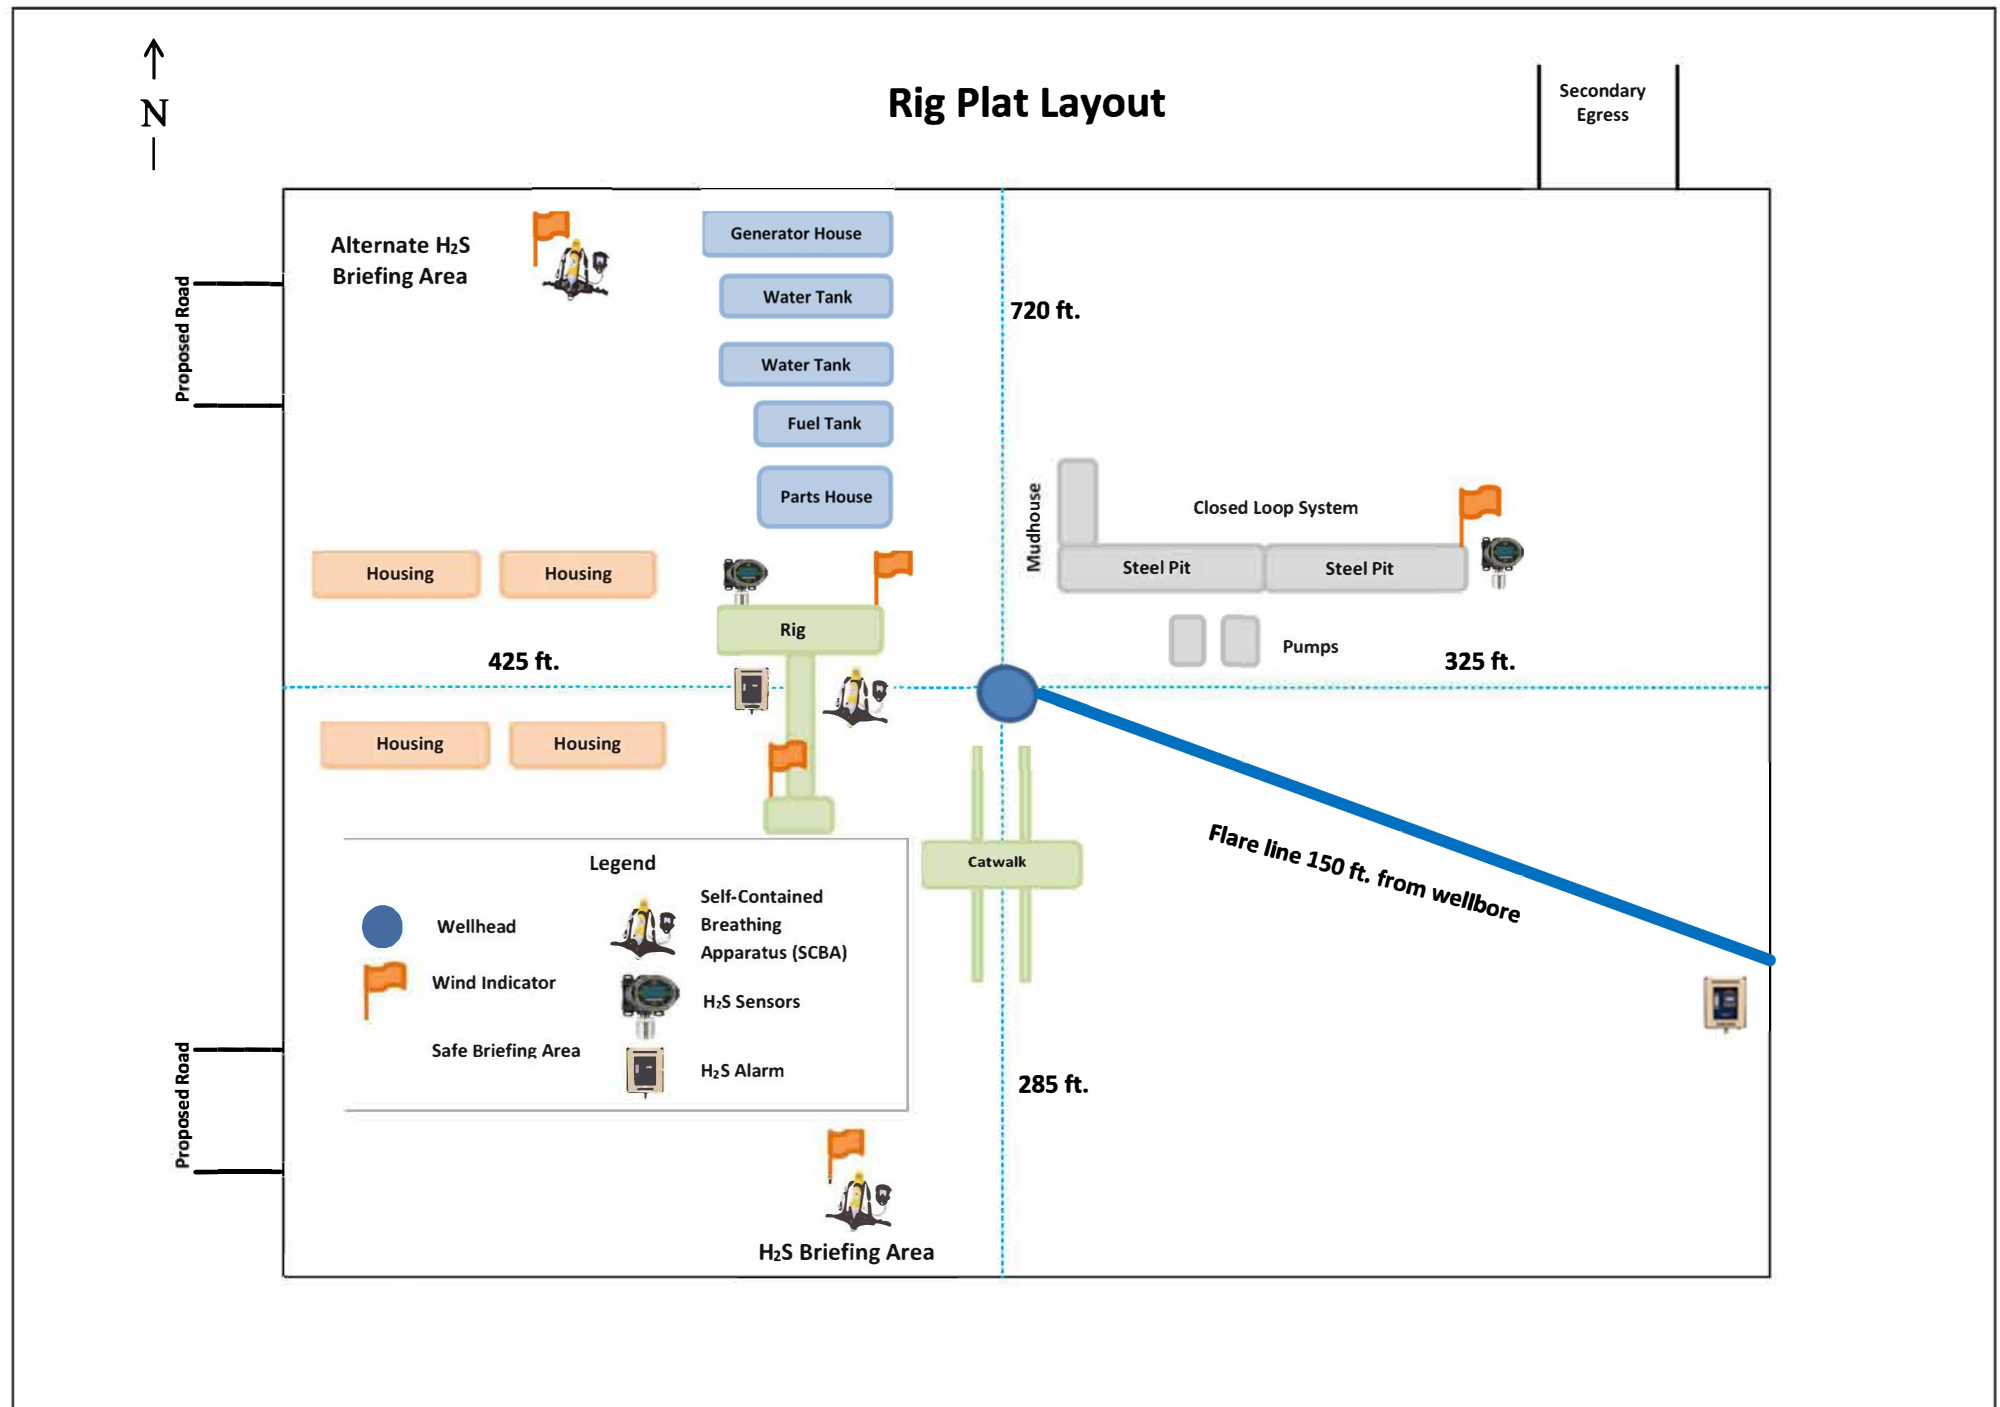 N
Rig Plat Layout
Secondary
Egress
Alternate H₂S
Briefing Area
Generator House
Water Tank
720 ft.
Proposed Road
Water Tank
Fuel Tank
Parts House
Mudhouse
Closed Loop System
Steel Pit
Steel Pit
Housing
Housing
Rig
Pumps
425 ft.
325 ft.
Housing
Housing
Flare line 150 ft. from wellbore
Catwalk
Legend
Wellhead
Self-Contained
Breathing
Apparatus (SCBA)
Wind Indicator
H₂S Sensors
Safe Briefing Area
H₂S Alarm
285 ft.
Proposed Road
H₂S Briefing Area